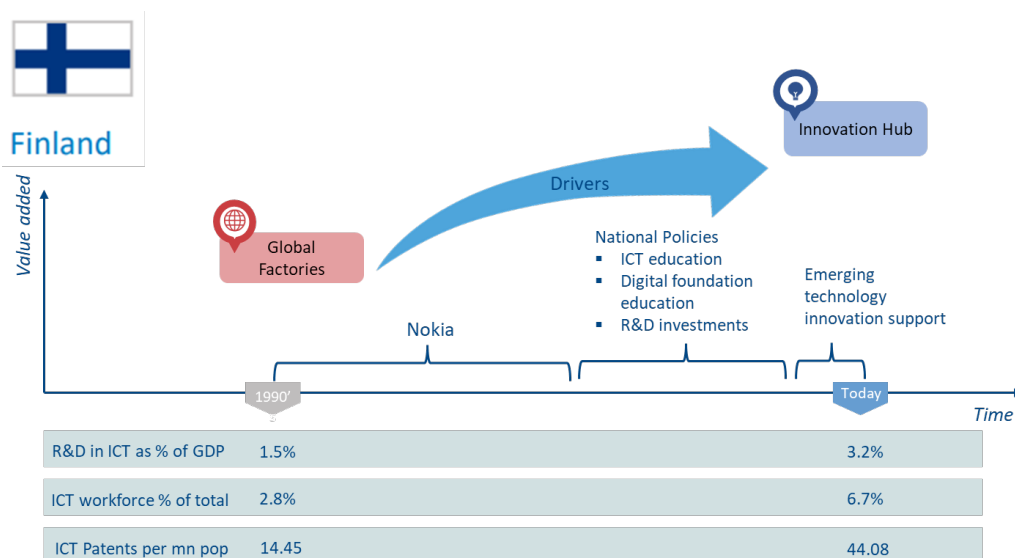 Finland
Innovation Hub
Drivers
Value added
Global
Factories
National Policies
▪ ICT education
▪ Digital foundation
education
▪ R&D investments
Emerging
technology
innovation support
Nokia
1990'
Today
Time
R&D in ICT as % of GDP 1.5% 3.2%
ICT workforce % of total 2.8% 6.7%
ICT Patents per mn pop 14.45 44.08